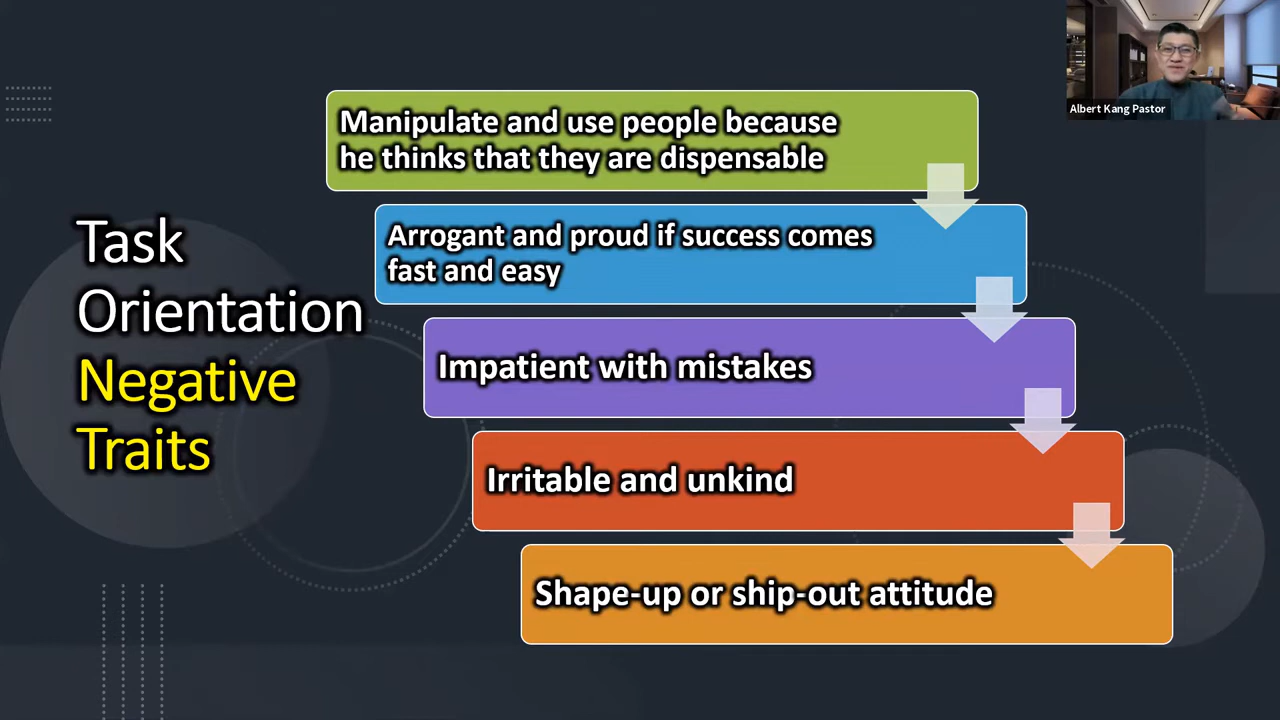 Albert Kang Pastor
Task
Orientation
Negative
Traits
Manipulate and use people because
he thinks that they are dispensable
Arrogant and proud if success comes
fast and easy
Impatient with mistakes
Irritable and unkind
Shape-up or ship-out attitude